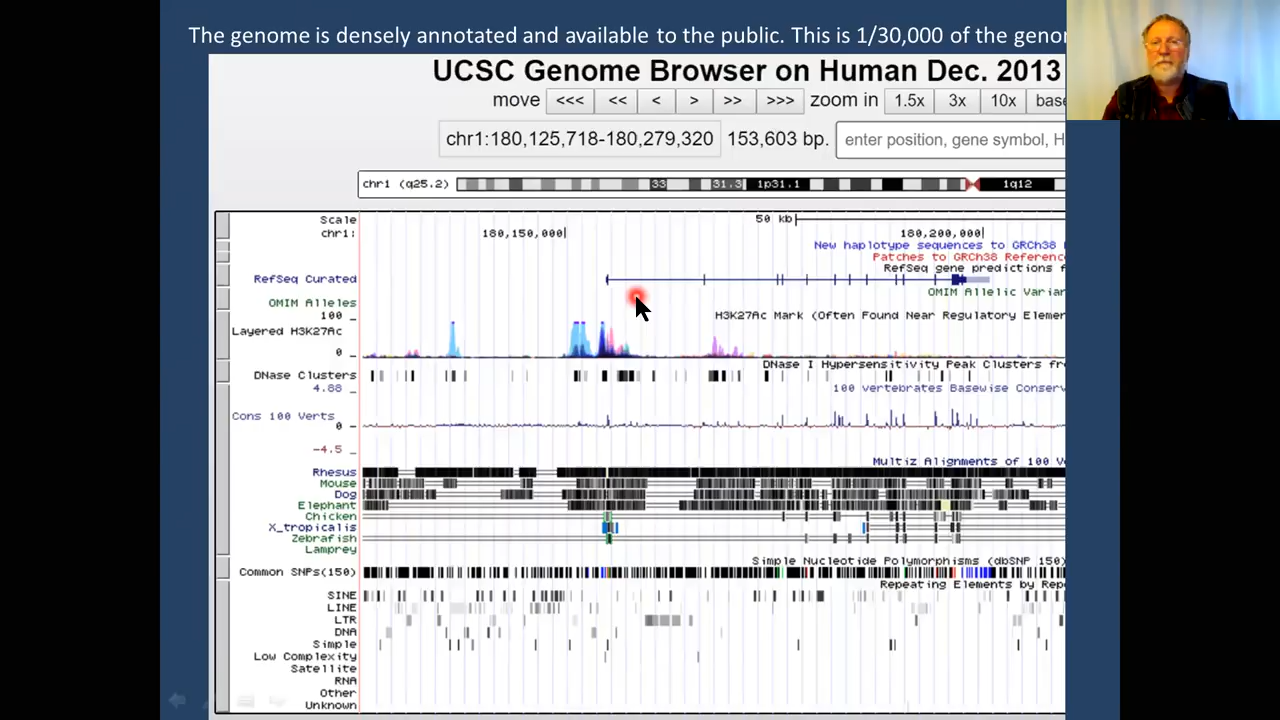 The genome is densely annotated and available to the public. This is 1/30,000 of the geno
UCSC Genome Browser on Human Dec. 2013
move <<< << < > >> >>> zoom in 1.5x 3x 10x base
chr1:180,125,718-180,279,320 153,603 bp. enter position, gene symbol, H
chr1 (q25.2) 33 31.3 1p31.1 1q12
Scale 50 kb
chr1: 180,150,000 180,200,000
New haplotype sequences to GRCh38
Patches to GRCh38 Reference
RefSeq gene predictions f
RefSeq Curated
OMIM Allelic Varian
OMIM Alleles
100 _ H3K27Ac Mark (Often Found Near Regulatory Elem
Layered H3K27Ac
0 _
DNase I Hypersensitivity Peak Clusters fr
DNase Clusters
4.88 _ 100 vertebrates Basewise Conserv
Cons 100 Verts
0 _
-4.5 _
Multiz Alignments of 100 V
Rhesus
Mouse
Dog
Elephant
Chicken
X_tropicalis
Zebrafish
Lamprey
Simple Nucleotide Polymorphisms (dbSNP 150)
Common SNPs(150)
Repeating Elements by Rep
SINE
LINE
LTR
DNA
Simple
Low Complexity
Satellite
RNA
Other
Unknown